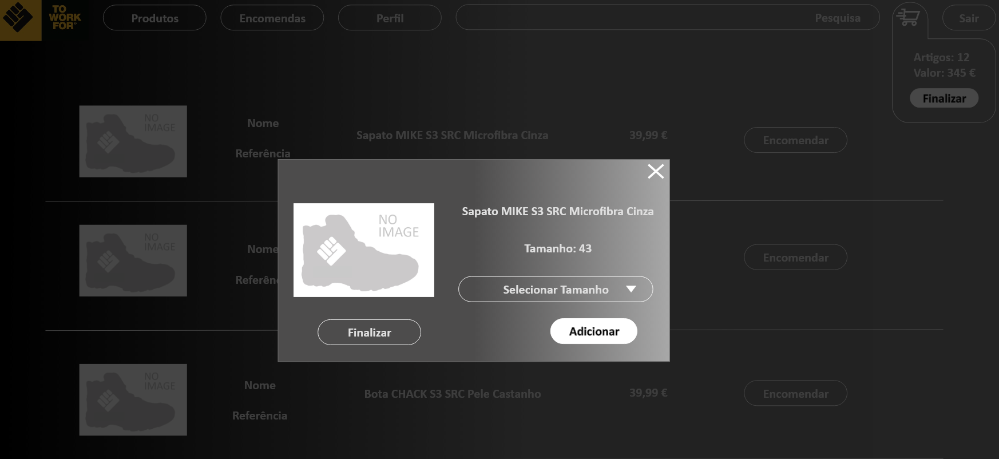 TO
WORK
FOR®
Produtos
Encomendas
Perfil
Pesquisa
Sair
Artigos: 12
Valor: 345 €
Finalizar
NO
IMAGE
Nome
Referência
Sapato MIKE S3 SRC Microfibra Cinza
39,99 €
Encomendar
NO
IMAGE
Sapato MIKE S3 SRC Microfibra Cinza
Tamanho: 43
Selecionar Tamanho
Finalizar
Adicionar
NO
IMAGE
Nome
Referên
Encomendar
NO
IMAGE
Nome
Referência
Bota CHACK S3 SRC Pele Castanho
39,99 €
Encomendar